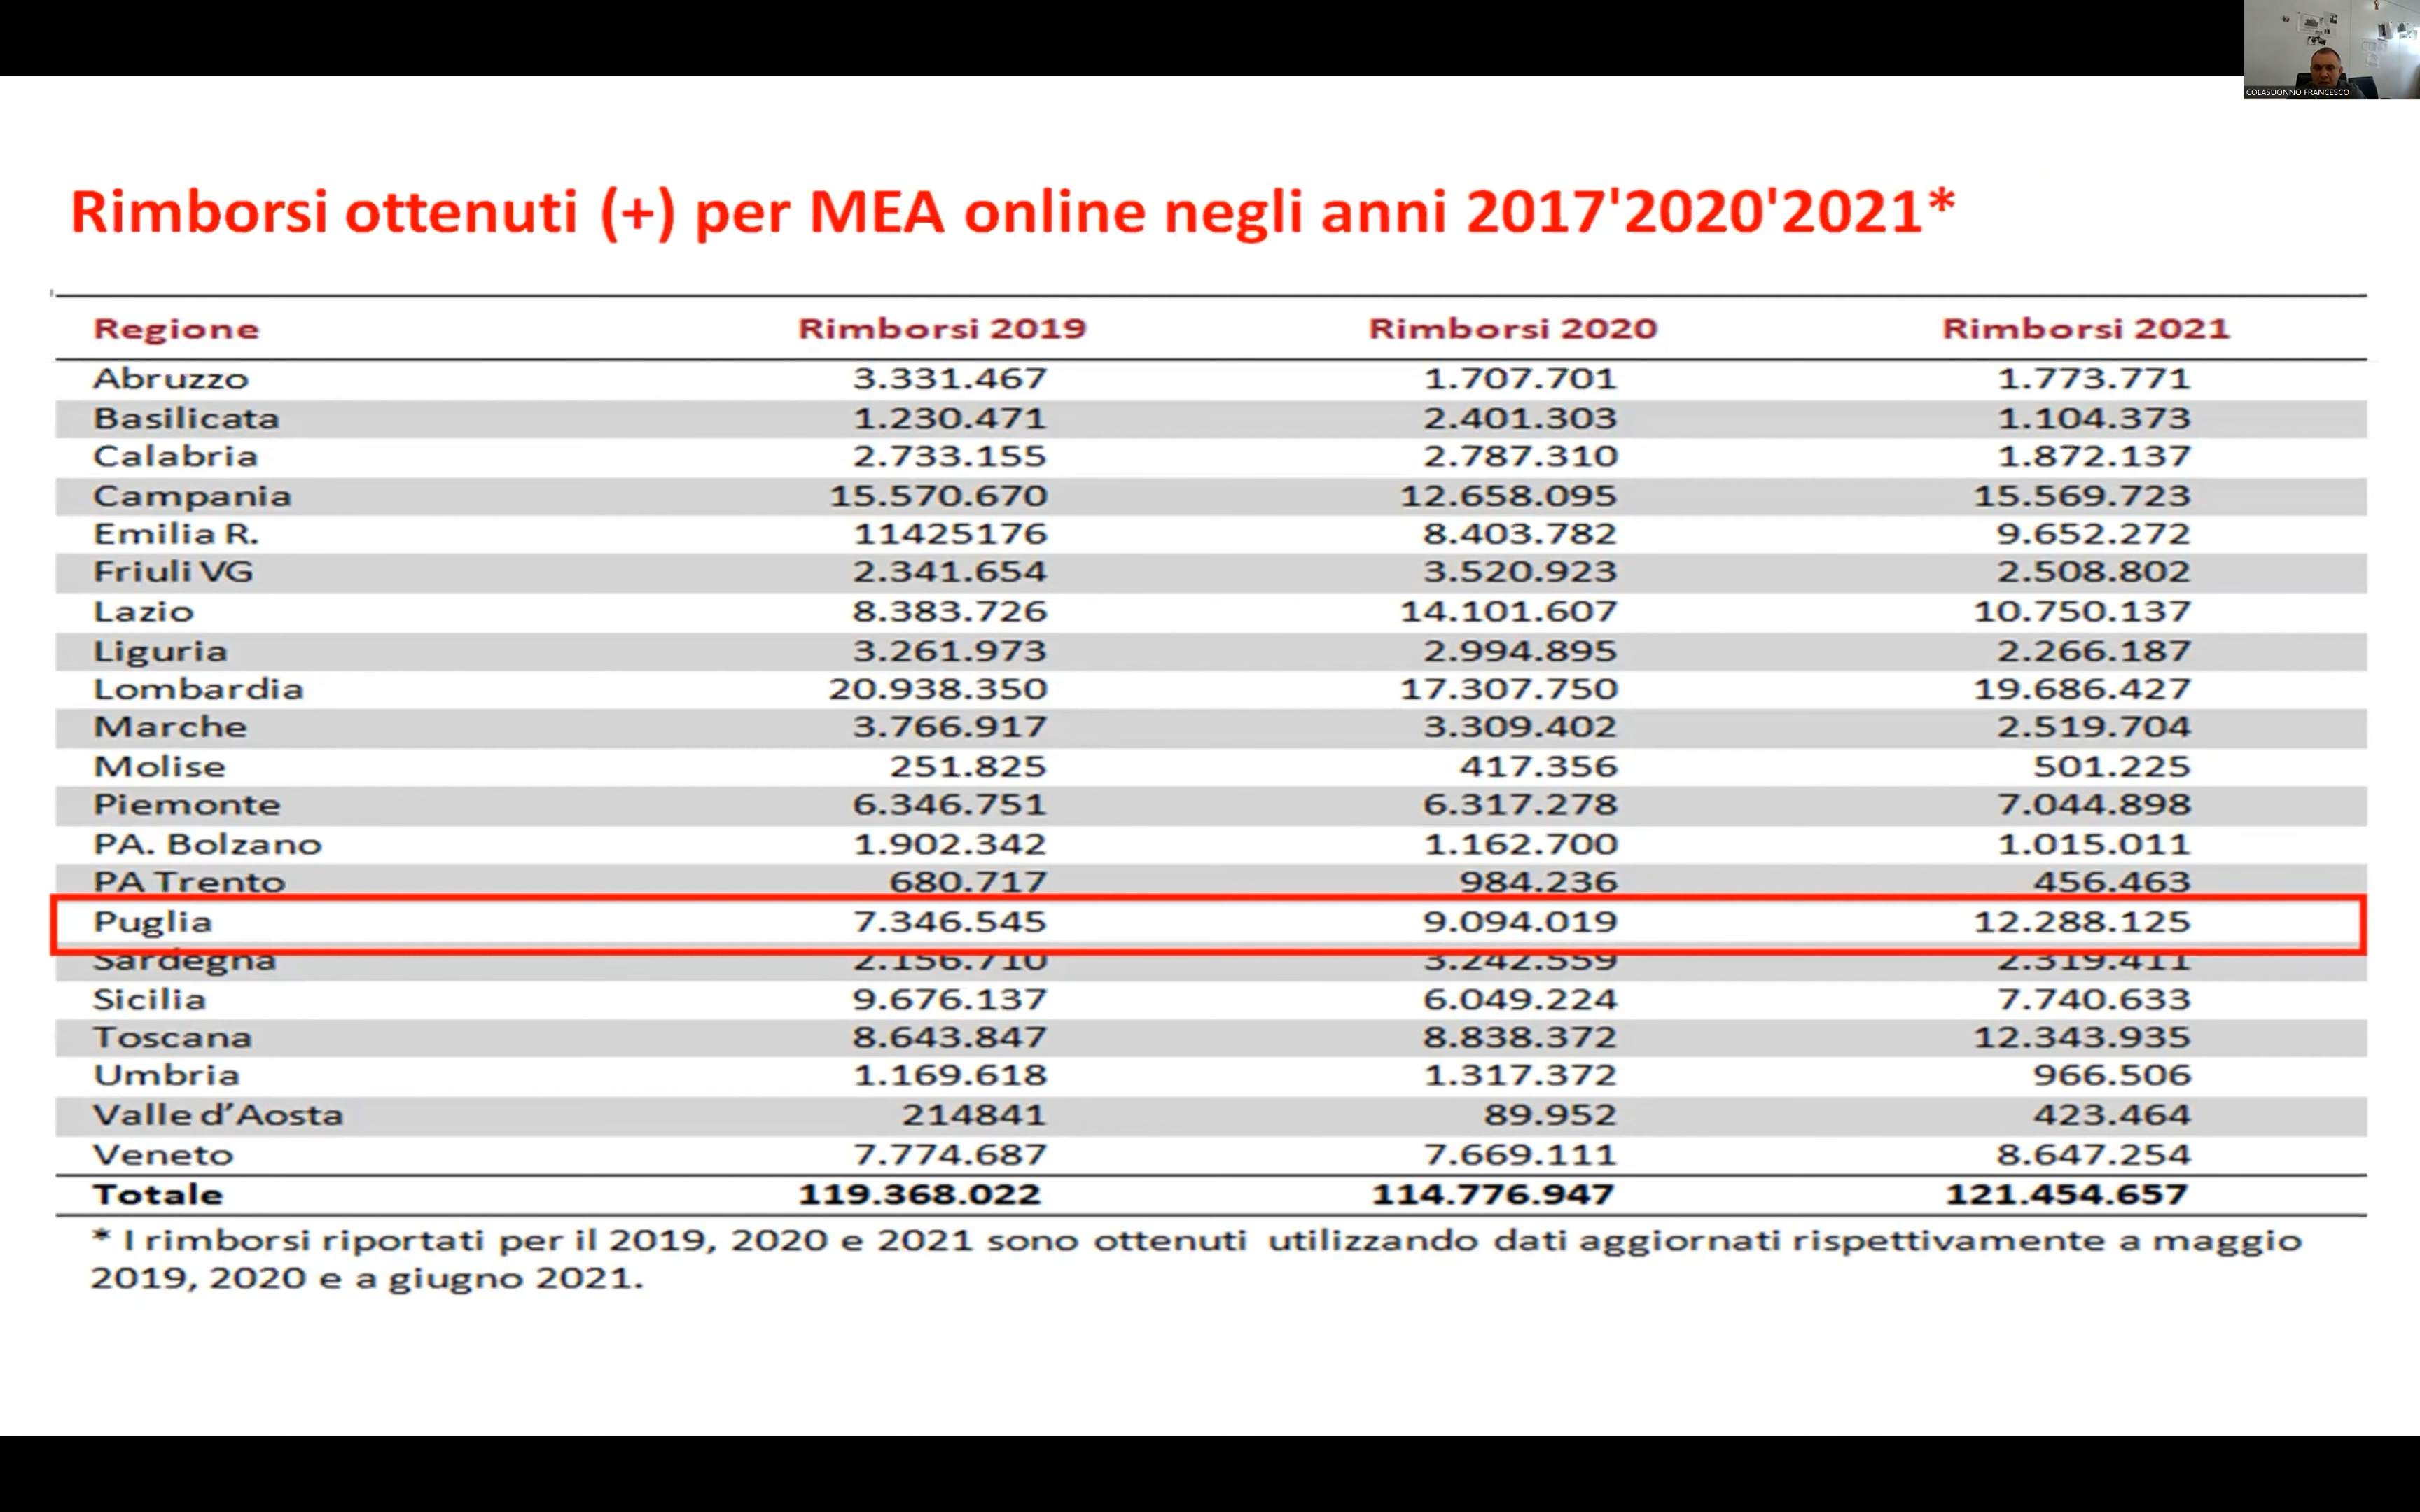 COLASUONNO FRANCESCO
Rimborsi ottenuti (+) per MEA online negli anni 2017'2020'2021*
Regione Rimborsi 2019 Rimborsi 2020 Rimborsi 2021
Abruzzo 3.331.467 1.707.701 1.773.771
Basilicata 1.230.471 2.401.303 1.104.373
Calabria 2.733.155 2.787.310 1.872.137
Campania 15.570.670 12.658.095 15.569.723
Emilia R. 11425176 8.403.782 9.652.272
Friuli VG 2.341.654 3.520.923 2.508.802
Lazio 8.383.726 14.101.607 10.750.137
Liguria 3.261.973 2.994.895 2.266.187
Lombardia 20.938.350 17.307.750 19.686.427
Marche 3.766.917 3.309.402 2.519.704
Molise 251.825 417.356 501.225
Piemonte 6.346.751 6.317.278 7.044.898
PA. Bolzano 1.902.342 1.162.700 1.015.011
PA Trento 680.717 984.236 456.463
Puglia 7.346.545 9.094.019 12.288.125
Sardegna 2.156.710 3.242.559 2.319.411
Sicilia 9.676.137 6.049.224 7.740.633
Toscana 8.643.847 8.838.372 12.343.935
Umbria 1.169.618 1.317.372 966.506
Valle d’Aosta 214841 89.952 423.464
Veneto 7.774.687 7.669.111 8.647.254
Totale 119.368.022 114.776.947 121.454.657
* I rimborsi riportati per il 2019, 2020 e 2021 sono ottenuti utilizzando dati aggiornati rispettivamente a maggio
2019, 2020 e a giugno 2021.